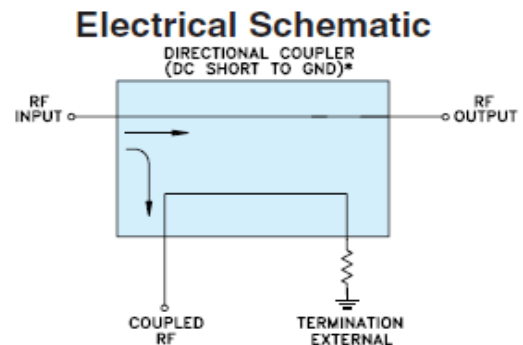 Electrical Schematic
DIRECTIONAL COUPLER
(DC SHORT TO GND)*
RF
INPUT
RF
OUTPUT
COUPLED
RF
TERMINATION
EXTERNAL